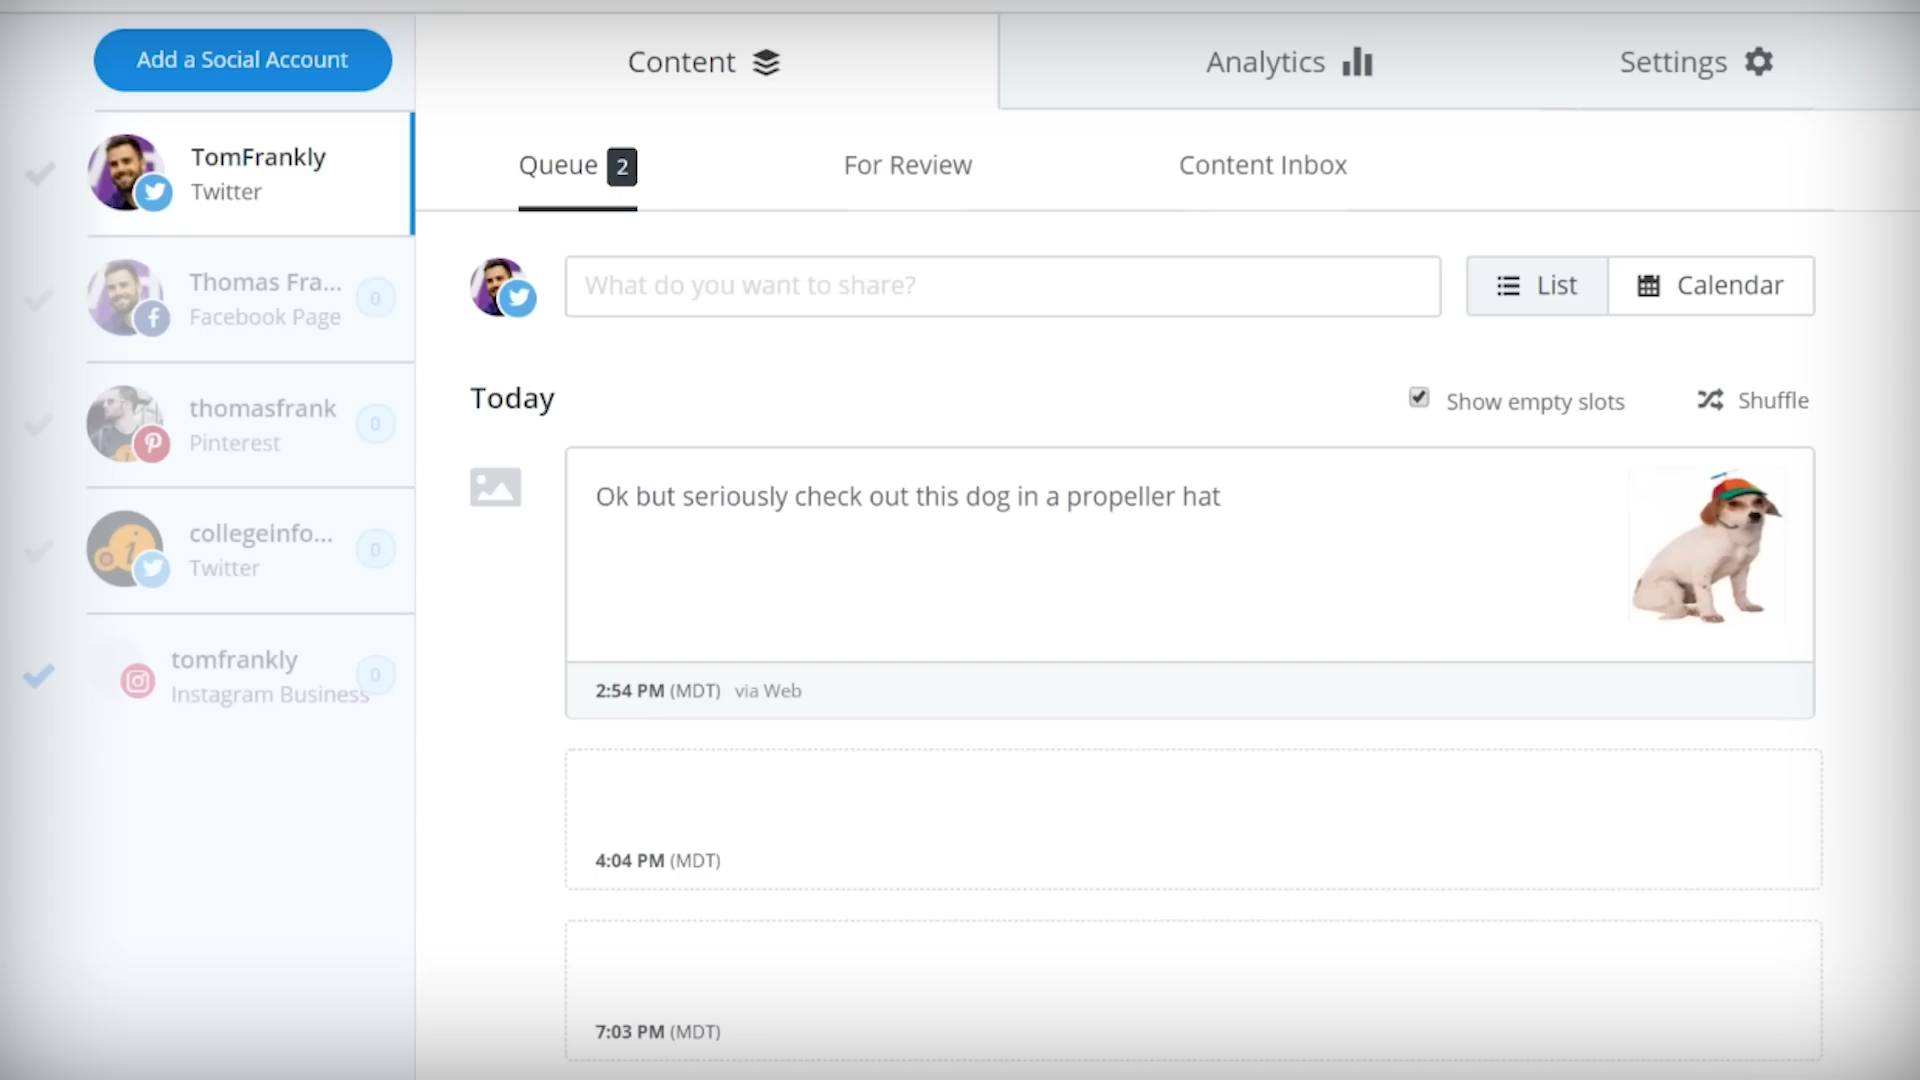 Add a Social Account
Content
Analytics
Settings
TomFrankly
Twitter
Thomas Fra...
Facebook Page
0
thomasfrank
Pinterest
0
collegeinfo...
Twitter
0
tomfrankly
Instagram Business
0
Queue 2
For Review
Content Inbox
What do you want to share?
List
Calendar
Today
Show empty slots
Shuffle
Ok but seriously check out this dog in a propeller hat
2:54 PM (MDT) via Web
4:04 PM (MDT)
7:03 PM (MDT)